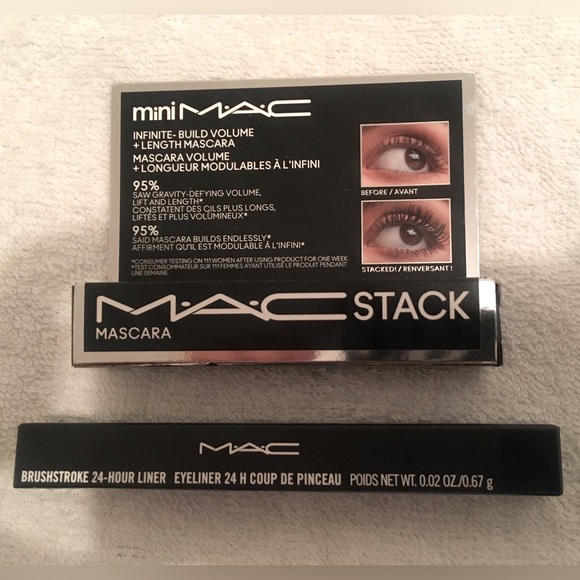 mini M·A·C
INFINITE- BUILD VOLUME
+ LENGTH MASCARA
MASCARA VOLUME
+ LONGUEUR MODULABLES À L'INFINI
95%
SAW GRAVITY-DEFYING VOLUME,
LIFT AND LENGTH*
CONSTATENT DES CILS PLUS LONGS,
LIFTÉS ET PLUS VOLUMINEUX*
95%
SAID MASCARA BUILDS ENDLESSLY*
AFFIRMENT QU'IL EST MODULABLE À L'INFINI*
*CONSUMER TESTING ON 111 WOMEN AFTER USING PRODUCT FOR ONE WEEK.
*TEST CONSOMMATEUR SUR 111 FEMMES AYANT UTILISÉ LE PRODUIT PENDANT
UNE SEMAINE.
BEFORE / AVANT
STACKED! / RENVERSANT !
M·A·C STACK
MASCARA
M·A·C
BRUSHSTROKE 24-HOUR LINER EYELINER 24 H COUP DE PINCEAU POIDS NET WT. 0.02 OZ./0.67 g